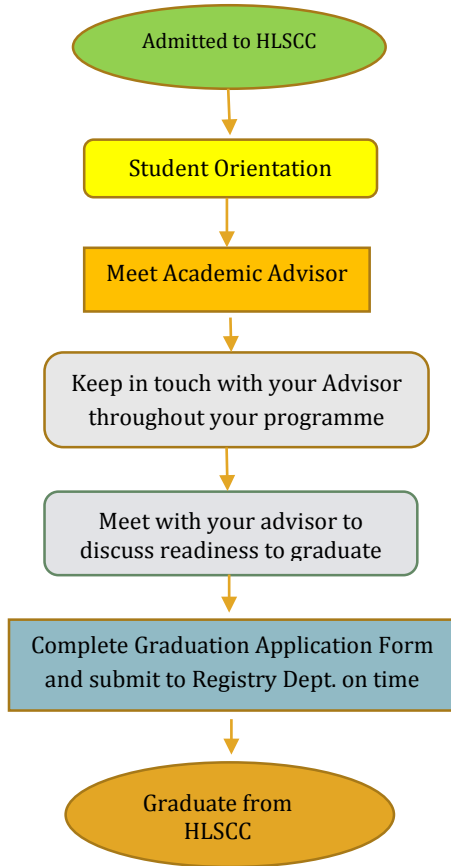 Admitted to HLSCC
Student Orientation
Meet Academic Advisor
Keep in touch with your Advisor
throughout your programme
Meet with your advisor to
discuss readiness to graduate
Complete Graduation Application Form
and submit to Registry Dept. on time
Graduate from
HLSCC